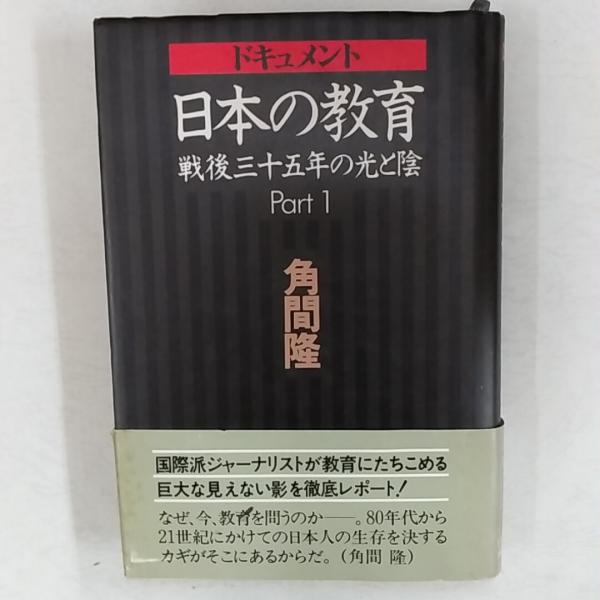 ドキュメント
日本の教育
戦後三十五年の光と陰
Part 1
角間隆
国際派ジャーナリストが教育にたちこめる
巨大な見えない影を徹底レポート!
なぜ、今、教育を問うのか――。80年代から
21世紀にかけての日本人の生存を決する
カギがそこにあるからだ。(角間 隆)